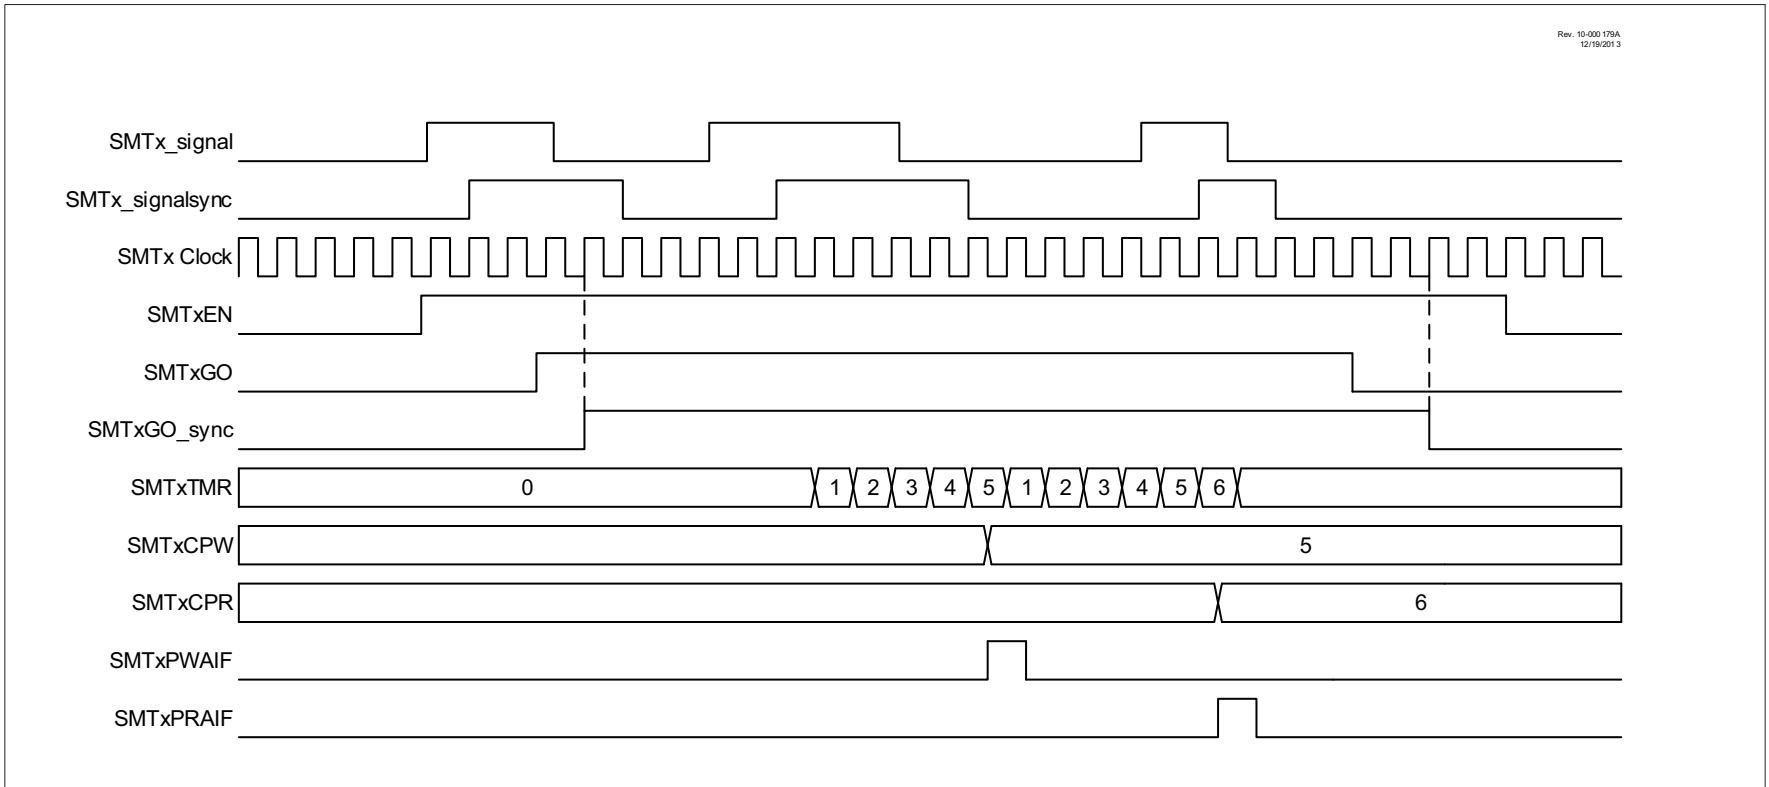 Rev. 10-000 179A
12/19/201 3
SMTx_signal
SMTx_signalsync
SMTx Clock
SMTxEN
SMTxGO
SMTxGO_sync
SMTxTMR 0 1 2 3 4 5 1 2 3 4 5 6
SMTxCPW 5
SMTxCPR 6
SMTxPWAIF
SMTxPRAIF